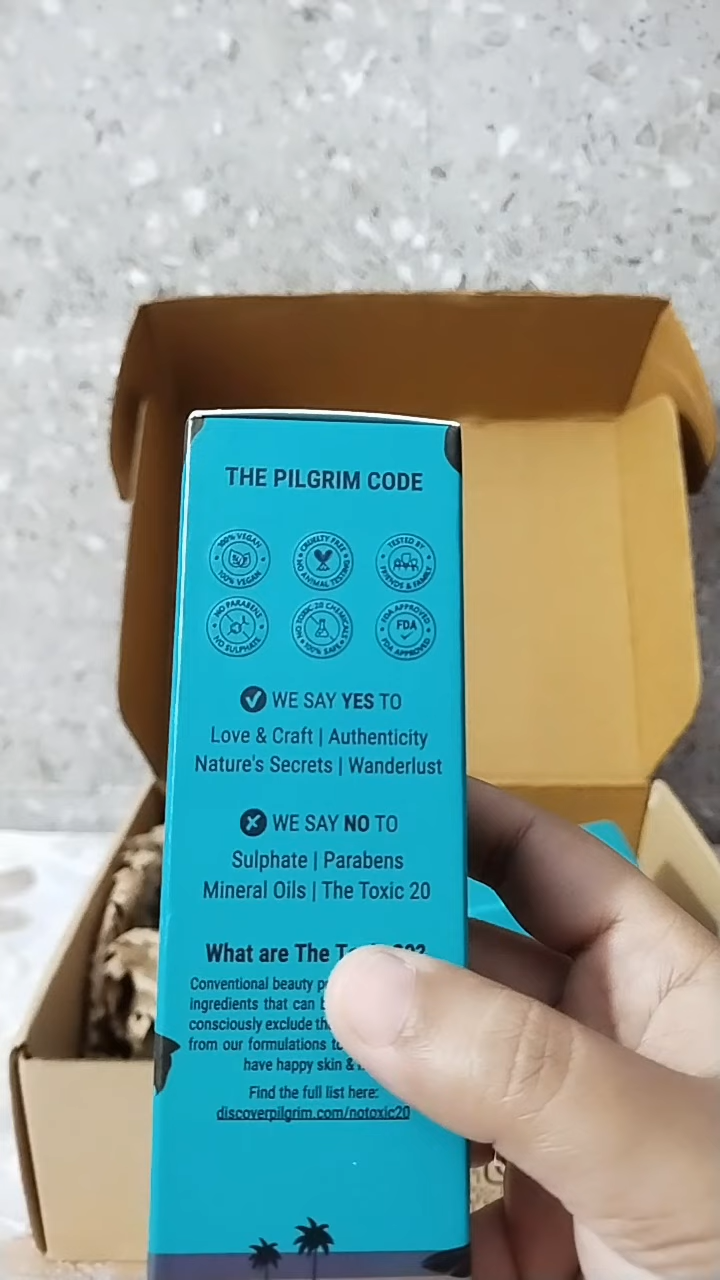 THE PILGRIM CODE
100% VEGAN
100% VEGAN
CRUELTY FREE
NO ANIMAL TESTING
TESTED BY
FRIENDS & FAMILY
NO PARABENS
NO SULPHATE
NO TOXIC 20 CHEMICALS
100% SAFE
FDA APPROVED
FDA
FDA APPROVED
WE SAY YES TO
Love & Craft | Authenticity
Nature's Secrets | Wanderlust
WE SAY NO TO
Sulphate | Parabens
Mineral Oils | The Toxic 20
What are The
Conventional beauty
ingredients that can
consciously exclude
from our formulations
have happy skin &
Find the full list here:
discoverpilgrim.com/notoxic20